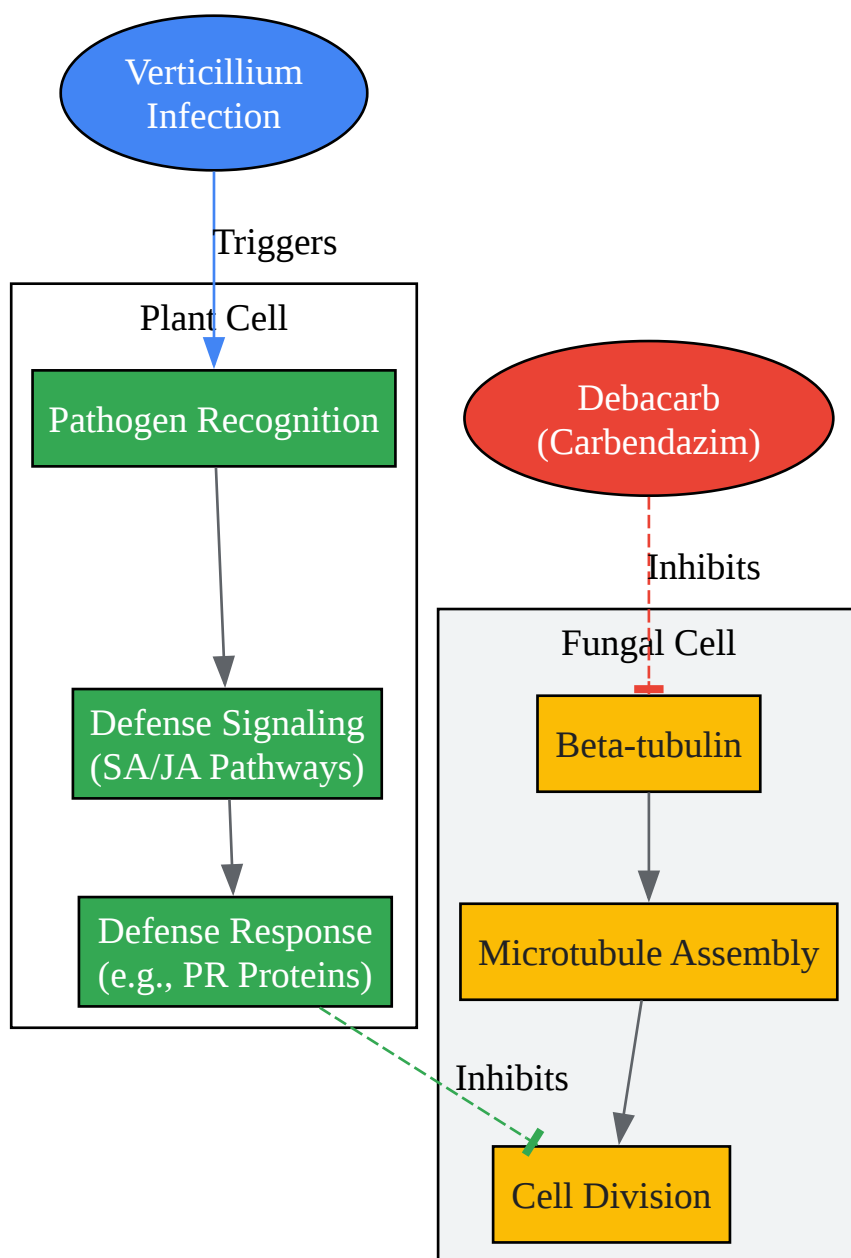 Verticillium
Infection
Triggers
Plant Cell
Pathogen Recognition
Defense Signaling
(SA/JA Pathways)
Defense Response
(e.g., PR Proteins)
Debacarb
(Carbendazim)
Inhibits
Fungal Cell
Beta-tubulin
Microtubule Assembly
Inhibits
Cell Division